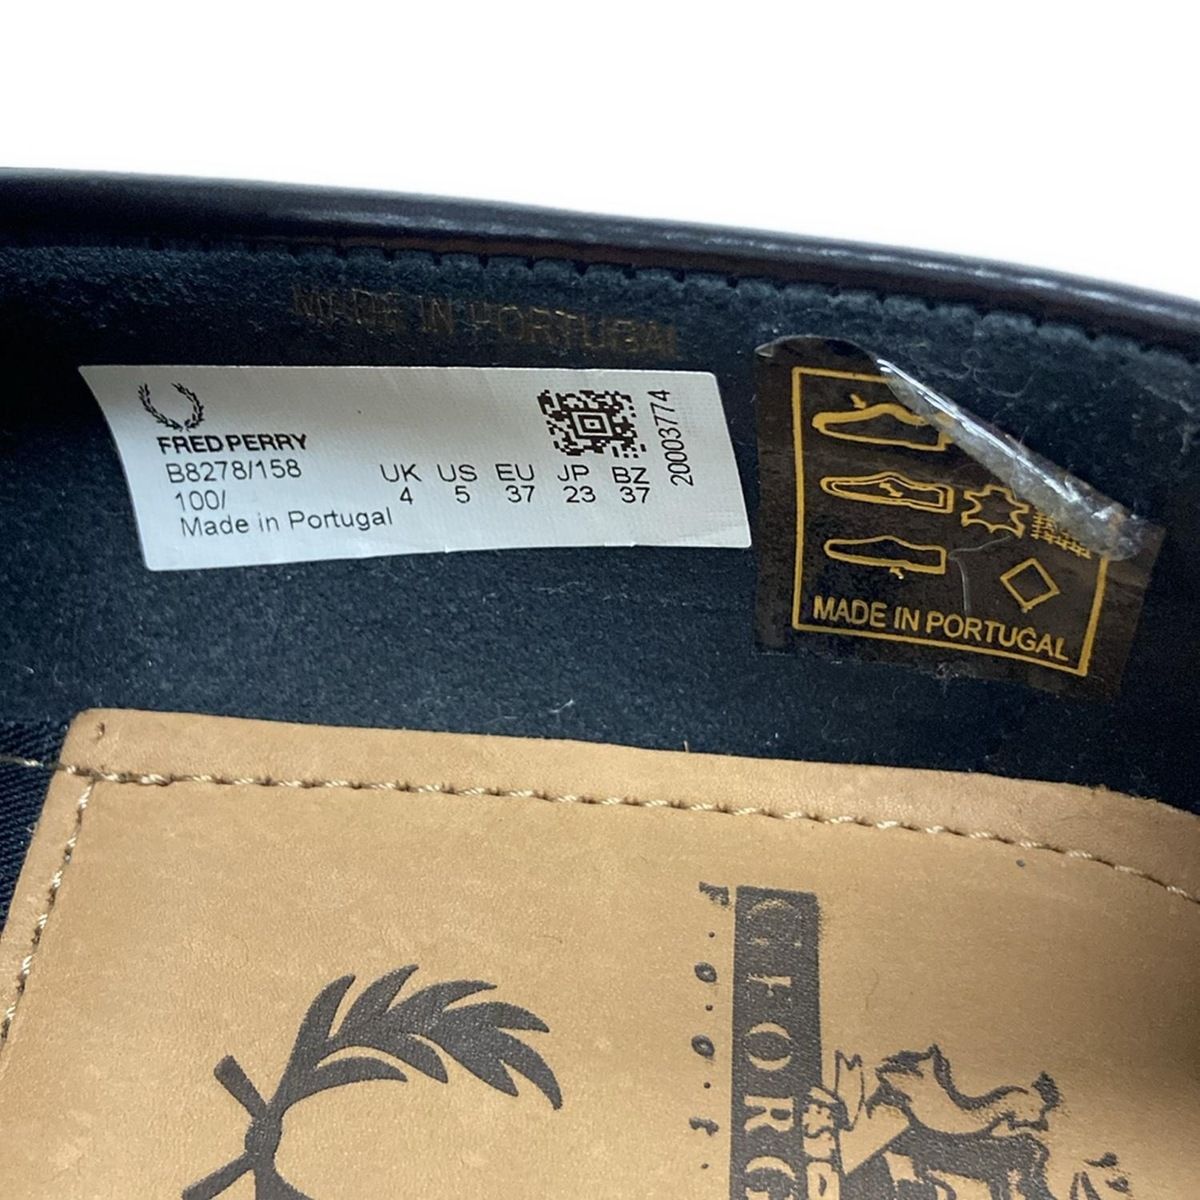 MADE IN PORTUGAL
FRED PERRY
B8278/158
100/
Made in Portugal
UK US EU JP BZ
4 5 37 23 37
20003774
MADE IN PORTUGAL
GEORG